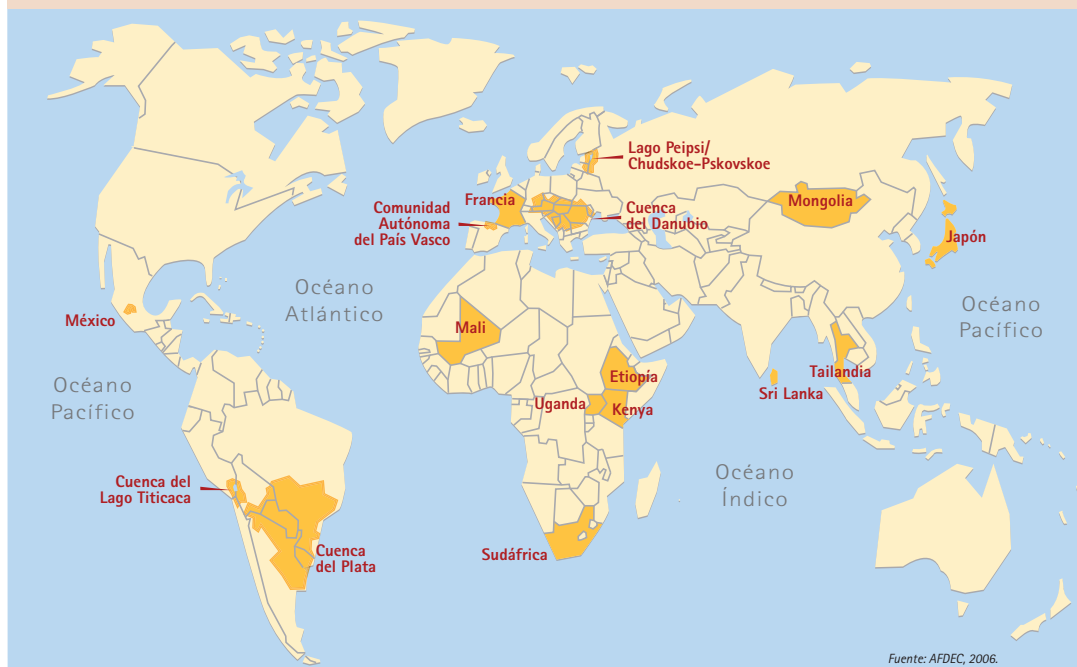 Lago Peipsi/
Chudskoe-Pskovskoe
Francia
Mongolia
Comunidad
Autónoma
del País Vasco
Cuenca
del Danubio
Japón
Océano
Atlántico
Océano
Pacífico
México
Mali
Tailandia
Etiopía
Sri Lanka
Océano
Pacífico
Uganda
Kenya
Océano
Índico
Cuenca del
Lago Titicaca
Cuenca
del Plata
Sudáfrica
Fuente: AFDEC, 2006.